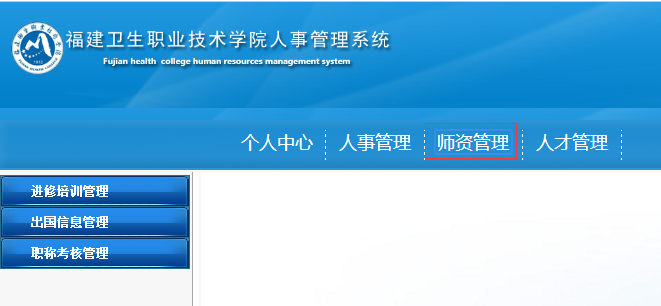 福建卫生职业技术学院人事管理系统
Fujian health college human resources management system
个人中心 人事管理 师资管理 人才管理
进修培训管理
出国信息管理
职称考核管理